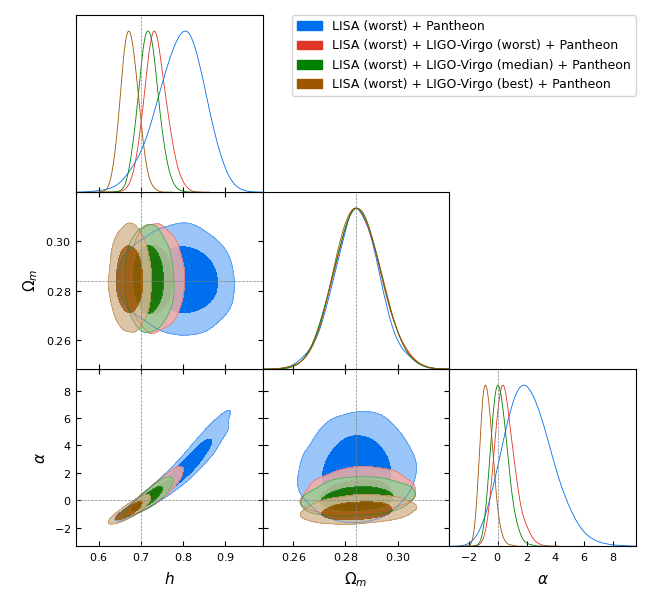 LISA (worst) + Pantheon
LISA (worst) + LIGO-Virgo (worst) + Pantheon
LISA (worst) + LIGO-Virgo (median) + Pantheon
LISA (worst) + LIGO-Virgo (best) + Pantheon
0.30
0.28
0.26
Ωm
8
6
4
2
0
−2
α
0.6 0.7 0.8 0.9
0.26 0.28 0.30
−2 0 2 4 6 8
h
Ωm
α